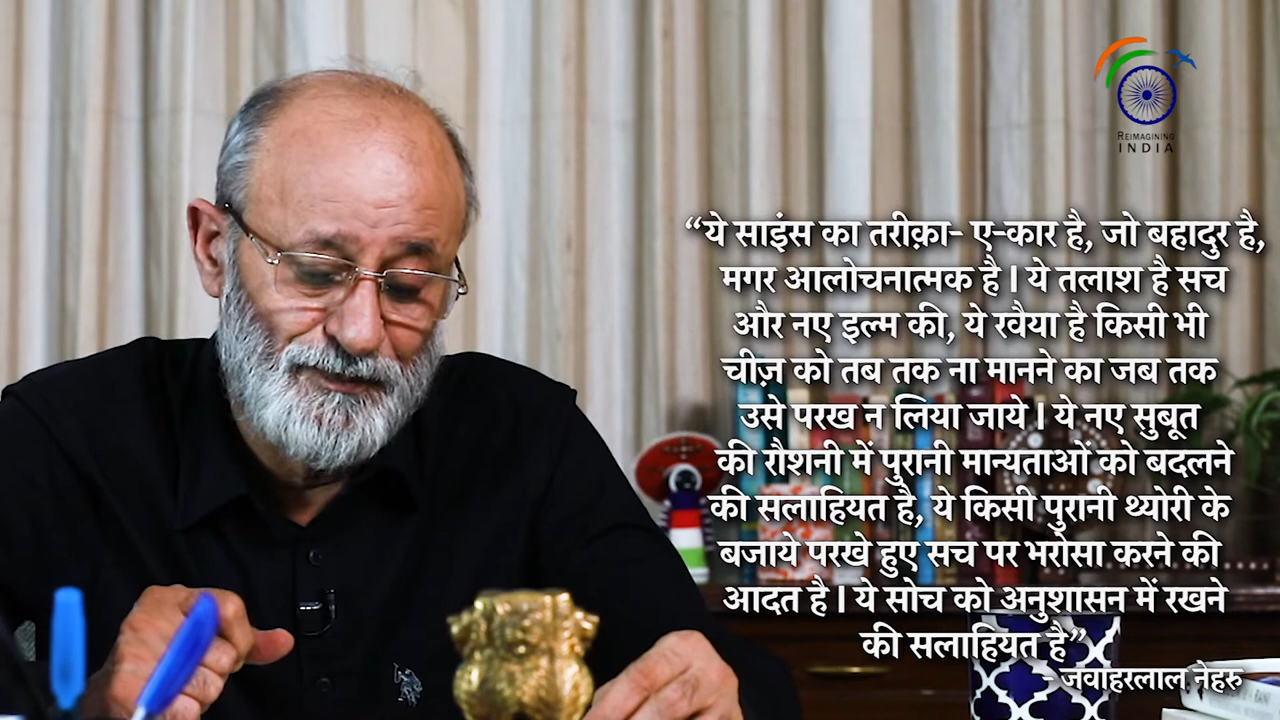 REIMAGINING
INDIA
“ये साइंस का तरीक़ा- ए-कार है, जो बहादुर है,
मगर आलोचनात्मक है। ये तलाश है सच
और नए इल्म की, ये रवैया है किसी भी
चीज़ को तब तक ना मानने का जब तक
उसे परख न लिया जाये। ये नए सुबूत
की रौशनी में पुरानी मान्यताओं को बदलने
की सलाहियत है, ये किसी पुरानी थ्योरी के
बजाये परखे हुए सच पर भरोसा करने की
आदत है। ये सोच को अनुशासन में रखने
की सलाहियत है”
- जवाहरलाल नेहरु